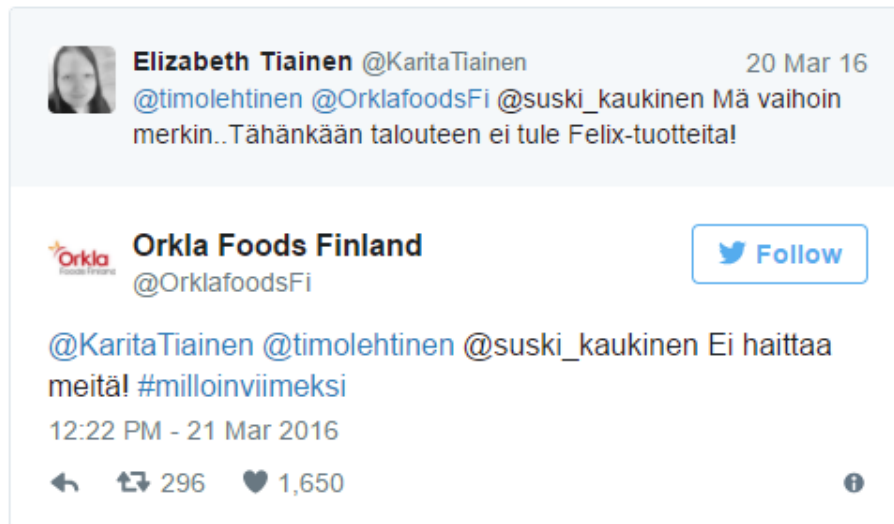 Elizabeth Tiainen @KaritaTiainen 20 Mar 16
@timolehtinen @OrklafoodsFi @suski_kaukinen Mä vaihoin
merkin..Tähänkään talouteen ei tule Felix-tuotteita!
Orkla
Foods Finland
Orkla Foods Finland
@OrklafoodsFi
Follow
@KaritaTiainen @timolehtinen @suski_kaukinen Ei haittaa
meitä! #milloinviimeksi
12:22 PM - 21 Mar 2016
296 1,650